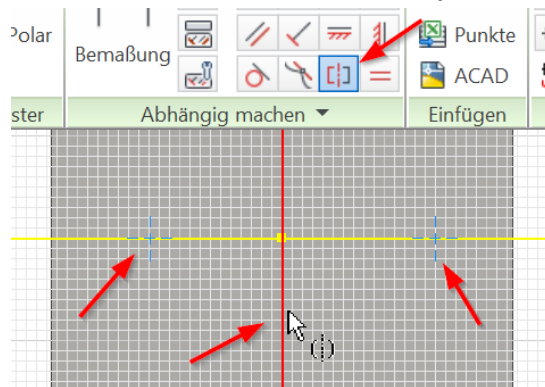 Polar
Bemaßung
Punkte
ACAD
ster
Abhängig machen
Einfügen